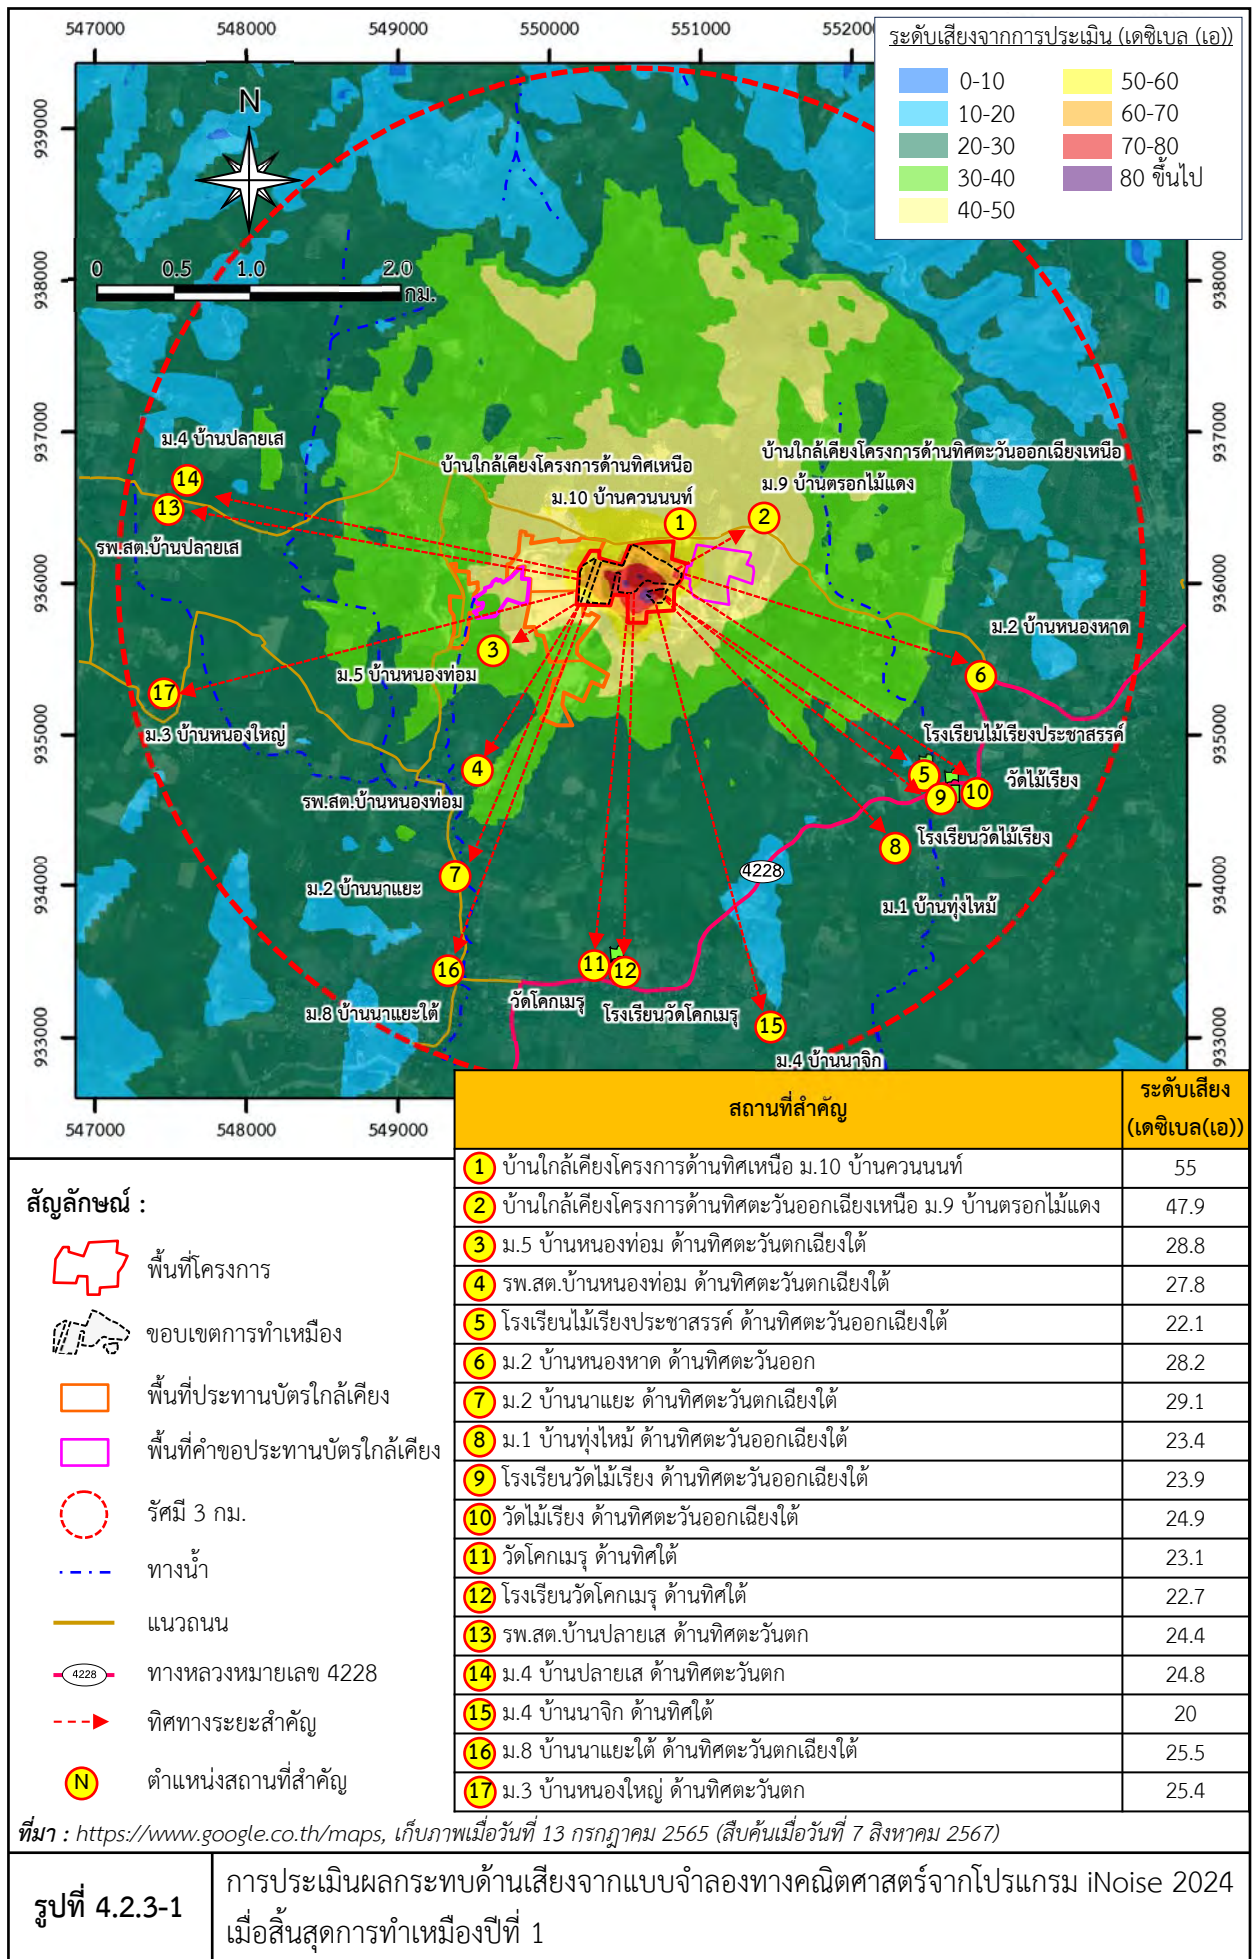 547000 548000 549000 550000 551000 552000
ระดับเสียงจากการประเมิน (เดซิเบล (เอ))
0-10
10-20
20-30
30-40
40-50
50-60
60-70
70-80
80 ขึ้นไป
N
0 0.5 1.0 2.0
กม.
939000
938000
937000
936000
935000
934000
933000
938000
937000
936000
935000
934000
933000
ม.4 บ้านปลายเส
14
13
รพ.สต.บ้านปลายเส
บ้านใกล้เคียงโครงการด้านทิศเหนือ
ม.10 บ้านควนนนท์
1
บ้านใกล้เคียงโครงการด้านทิศตะวันออกเฉียงเหนือ
ม.9 บ้านตรอกไม้แดง
2
3
ม.5 บ้านหนองท่อม
17
ม.3 บ้านหนองใหญ่
ม.2 บ้านหนองหาด
6
โรงเรียนไม้เรียงประชาสรรค์
5
9
10
วัดไม้เรียง
4
รพ.สต.บ้านหนองท่อม
โรงเรียนวัดไม้เรียง
8
4228
7
ม.2 บ้านนาแยะ
ม.1 บ้านทุ่งไหม้
16
11
12
วัดโคกเมรุ
โรงเรียนวัดโคกเมรุ
ม.8 บ้านนาแยะใต้
15
ม.4 บ้านนาจิก
547000 548000 549000
สถานที่สำคัญ
ระดับเสียง
(เดซิเบล(เอ))
1 บ้านใกล้เคียงโครงการด้านทิศเหนือ ม.10 บ้านควนนนท์ 55
2 บ้านใกล้เคียงโครงการด้านทิศตะวันออกเฉียงเหนือ ม.9 บ้านตรอกไม้แดง 47.9
3 ม.5 บ้านหนองท่อม ด้านทิศตะวันตกเฉียงใต้ 28.8
4 รพ.สต.บ้านหนองท่อม ด้านทิศตะวันตกเฉียงใต้ 27.8
5 โรงเรียนไม้เรียงประชาสรรค์ ด้านทิศตะวันออกเฉียงใต้ 22.1
6 ม.2 บ้านหนองหาด ด้านทิศตะวันออก 28.2
7 ม.2 บ้านนาแยะ ด้านทิศตะวันตกเฉียงใต้ 29.1
8 ม.1 บ้านทุ่งไหม้ ด้านทิศตะวันออกเฉียงใต้ 23.4
9 โรงเรียนวัดไม้เรียง ด้านทิศตะวันออกเฉียงใต้ 23.9
10 วัดไม้เรียง ด้านทิศตะวันออกเฉียงใต้ 24.9
11 วัดโคกเมรุ ด้านทิศใต้ 23.1
12 โรงเรียนวัดโคกเมรุ ด้านทิศใต้ 22.7
13 รพ.สต.บ้านปลายเส ด้านทิศตะวันตก 24.4
14 ม.4 บ้านปลายเส ด้านทิศตะวันตก 24.8
15 ม.4 บ้านนาจิก ด้านทิศใต้ 20
16 ม.8 บ้านนาแยะใต้ ด้านทิศตะวันตกเฉียงใต้ 25.5
17 ม.3 บ้านหนองใหญ่ ด้านทิศตะวันตก 25.4
สัญลักษณ์ :
พื้นที่โครงการ
ขอบเขตการทำเหมือง
พื้นที่ประทานบัตรใกล้เคียง
พื้นที่คำขอประทานบัตรใกล้เคียง
รัศมี 3 กม.
ทางน้ำ
แนวถนน
4228 ทางหลวงหมายเลข 4228
ทิศทางระยะสำคัญ
N ตำแหน่งสถานที่สำคัญ
ที่มา : https://www.google.co.th/maps, เก็บภาพเมื่อวันที่ 13 กรกฎาคม 2565 (สืบค้นเมื่อวันที่ 7 สิงหาคม 2567)
รูปที่ 4.2.3-1
การประเมินผลกระทบด้านเสียงจากแบบจำลองทางคณิตศาสตร์จากโปรแกรม iNoise 2024
เมื่อสิ้นสุดการทำเหมืองปีที่ 1